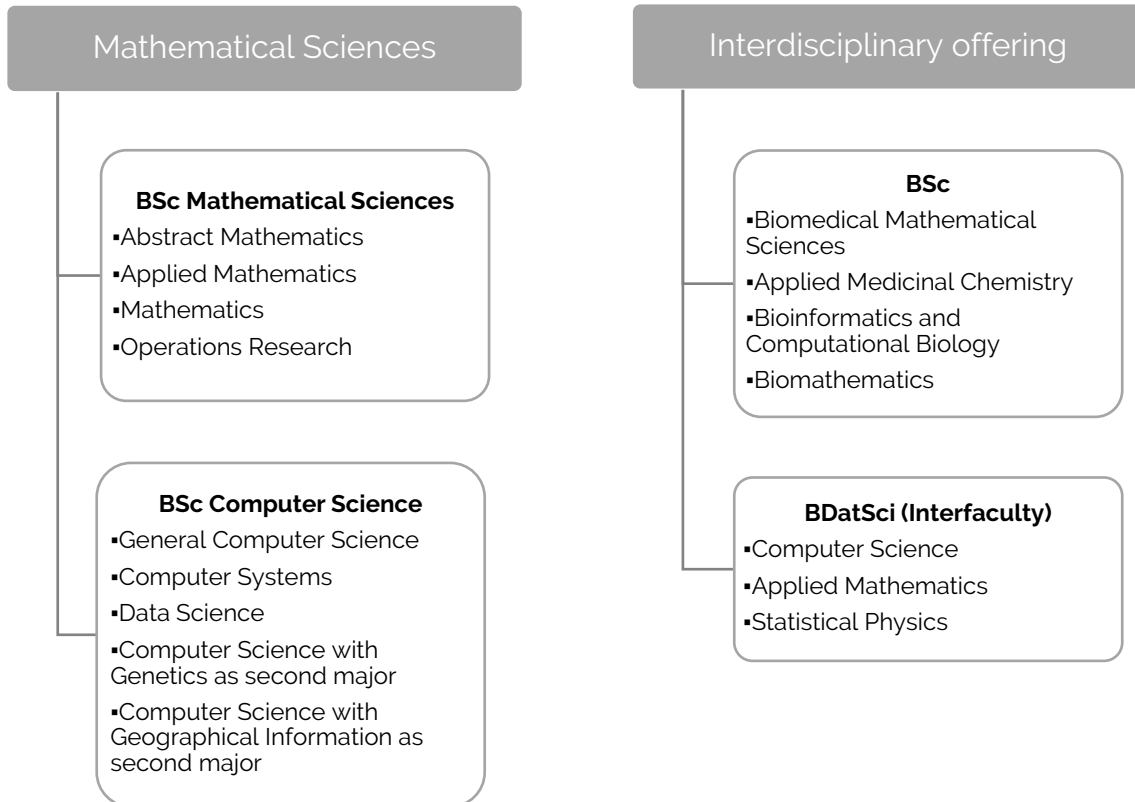 Mathematical Sciences
BSc Mathematical Sciences
▪Abstract Mathematics
▪Applied Mathematics
▪Mathematics
▪Operations Research
BSc Computer Science
▪General Computer Science
▪Computer Systems
▪Data Science
▪Computer Science with
Genetics as second major
▪Computer Science with
Geographical Information as
second major
Interdisciplinary offering
BSc
▪Biomedical Mathematical
Sciences
▪Applied Medicinal Chemistry
▪Bioinformatics and
Computational Biology
▪Biomathematics
BDatSci (Interfaculty)
▪Computer Science
▪Applied Mathematics
▪Statistical Physics